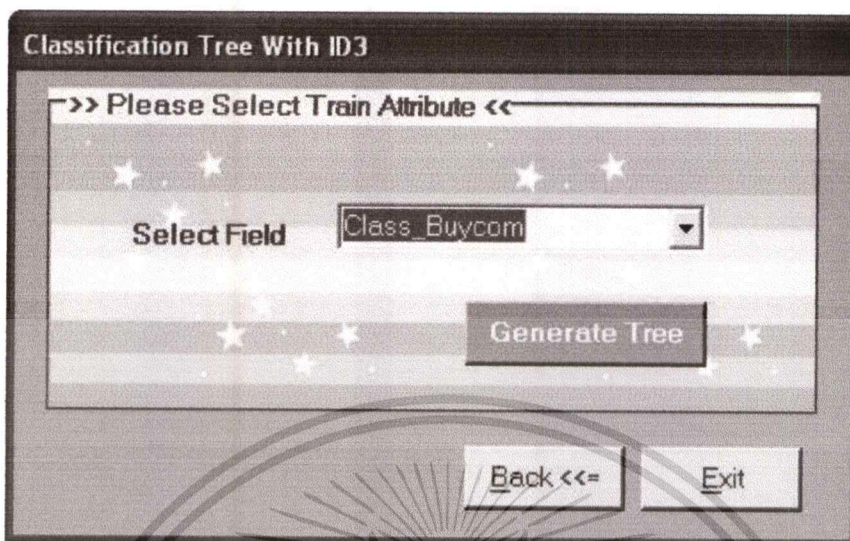 Classification Tree With ID3
>> Please Select Train Attribute <<
Select Field Class_Buycom
Generate Tree
Back <<= Exit